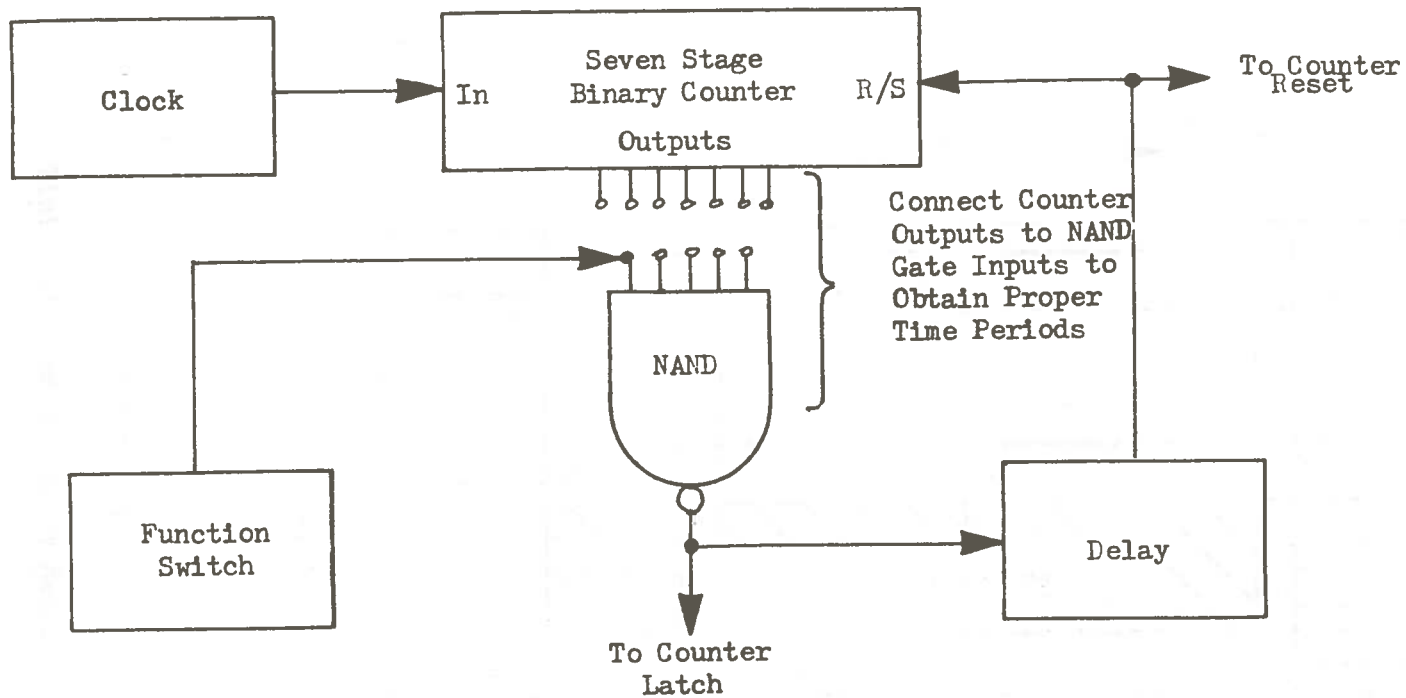 Clock
In
Seven Stage
Binary Counter
Outputs
R/S
To Counter
Reset
Connect Counter
Outputs to NAND
Gate Inputs to
Obtain Proper
Time Periods
NAND
Function
Switch
Delay
To Counter
Latch